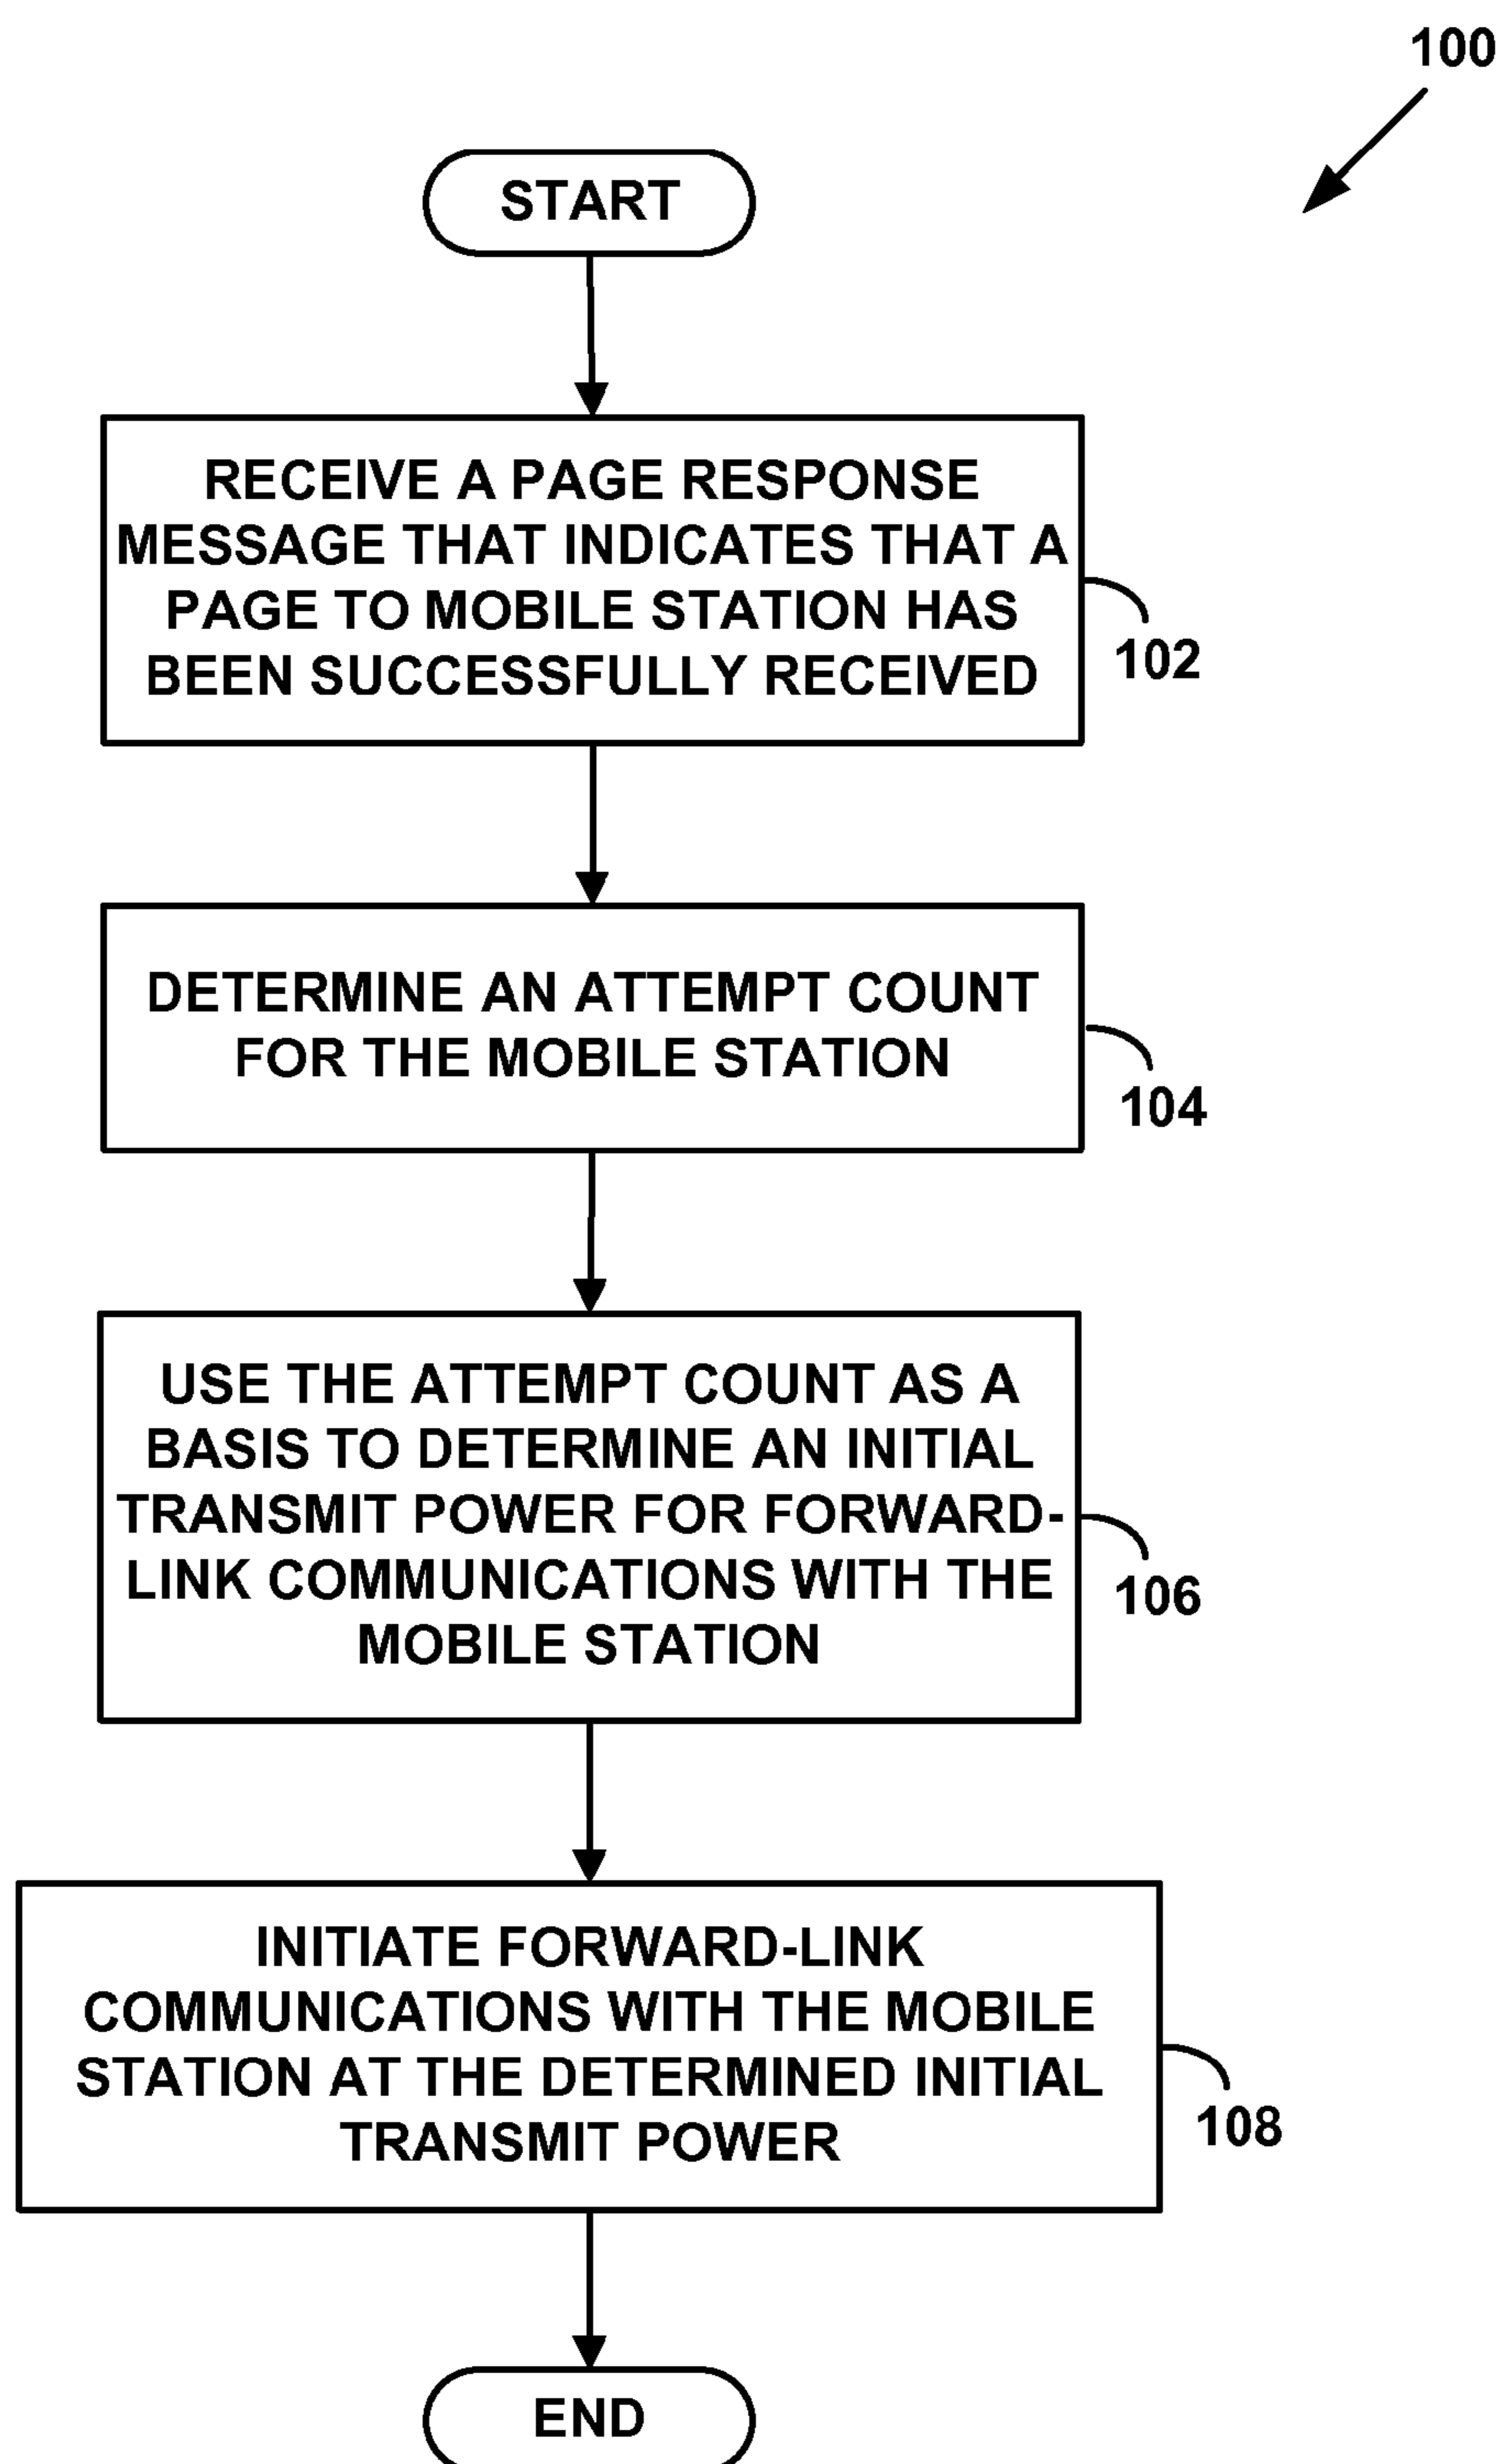 100
START
RECEIVE A PAGE RESPONSE
MESSAGE THAT INDICATES THAT A
PAGE TO MOBILE STATION HAS
BEEN SUCCESSFULLY RECEIVED
102
DETERMINE AN ATTEMPT COUNT
FOR THE MOBILE STATION
104
USE THE ATTEMPT COUNT AS A
BASIS TO DETERMINE AN INITIAL
TRANSMIT POWER FOR FORWARD-
LINK COMMUNICATIONS WITH THE
MOBILE STATION
106
INITIATE FORWARD-LINK
COMMUNICATIONS WITH THE MOBILE
STATION AT THE DETERMINED INITIAL
TRANSMIT POWER
108
END